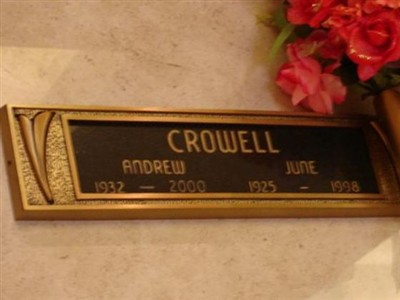 CROWELL
ANDREW JUNE
1932 — 2000 1925 — 1998